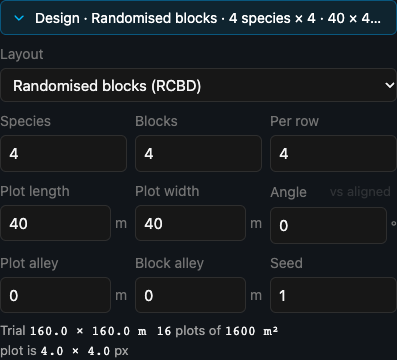 Design · Randomised blocks · 4 species × 4 · 40 × 4...
Layout
Randomised blocks (RCBD)
Species Blocks Per row
4 4 4
Plot length Plot width Angle vs aligned
40 m 40 m 0 °
Plot alley Block alley Seed
0 m 0 m 1
Trial 160.0 × 160.0 m 16 plots of 1600 m²
plot is 4.0 × 4.0 px